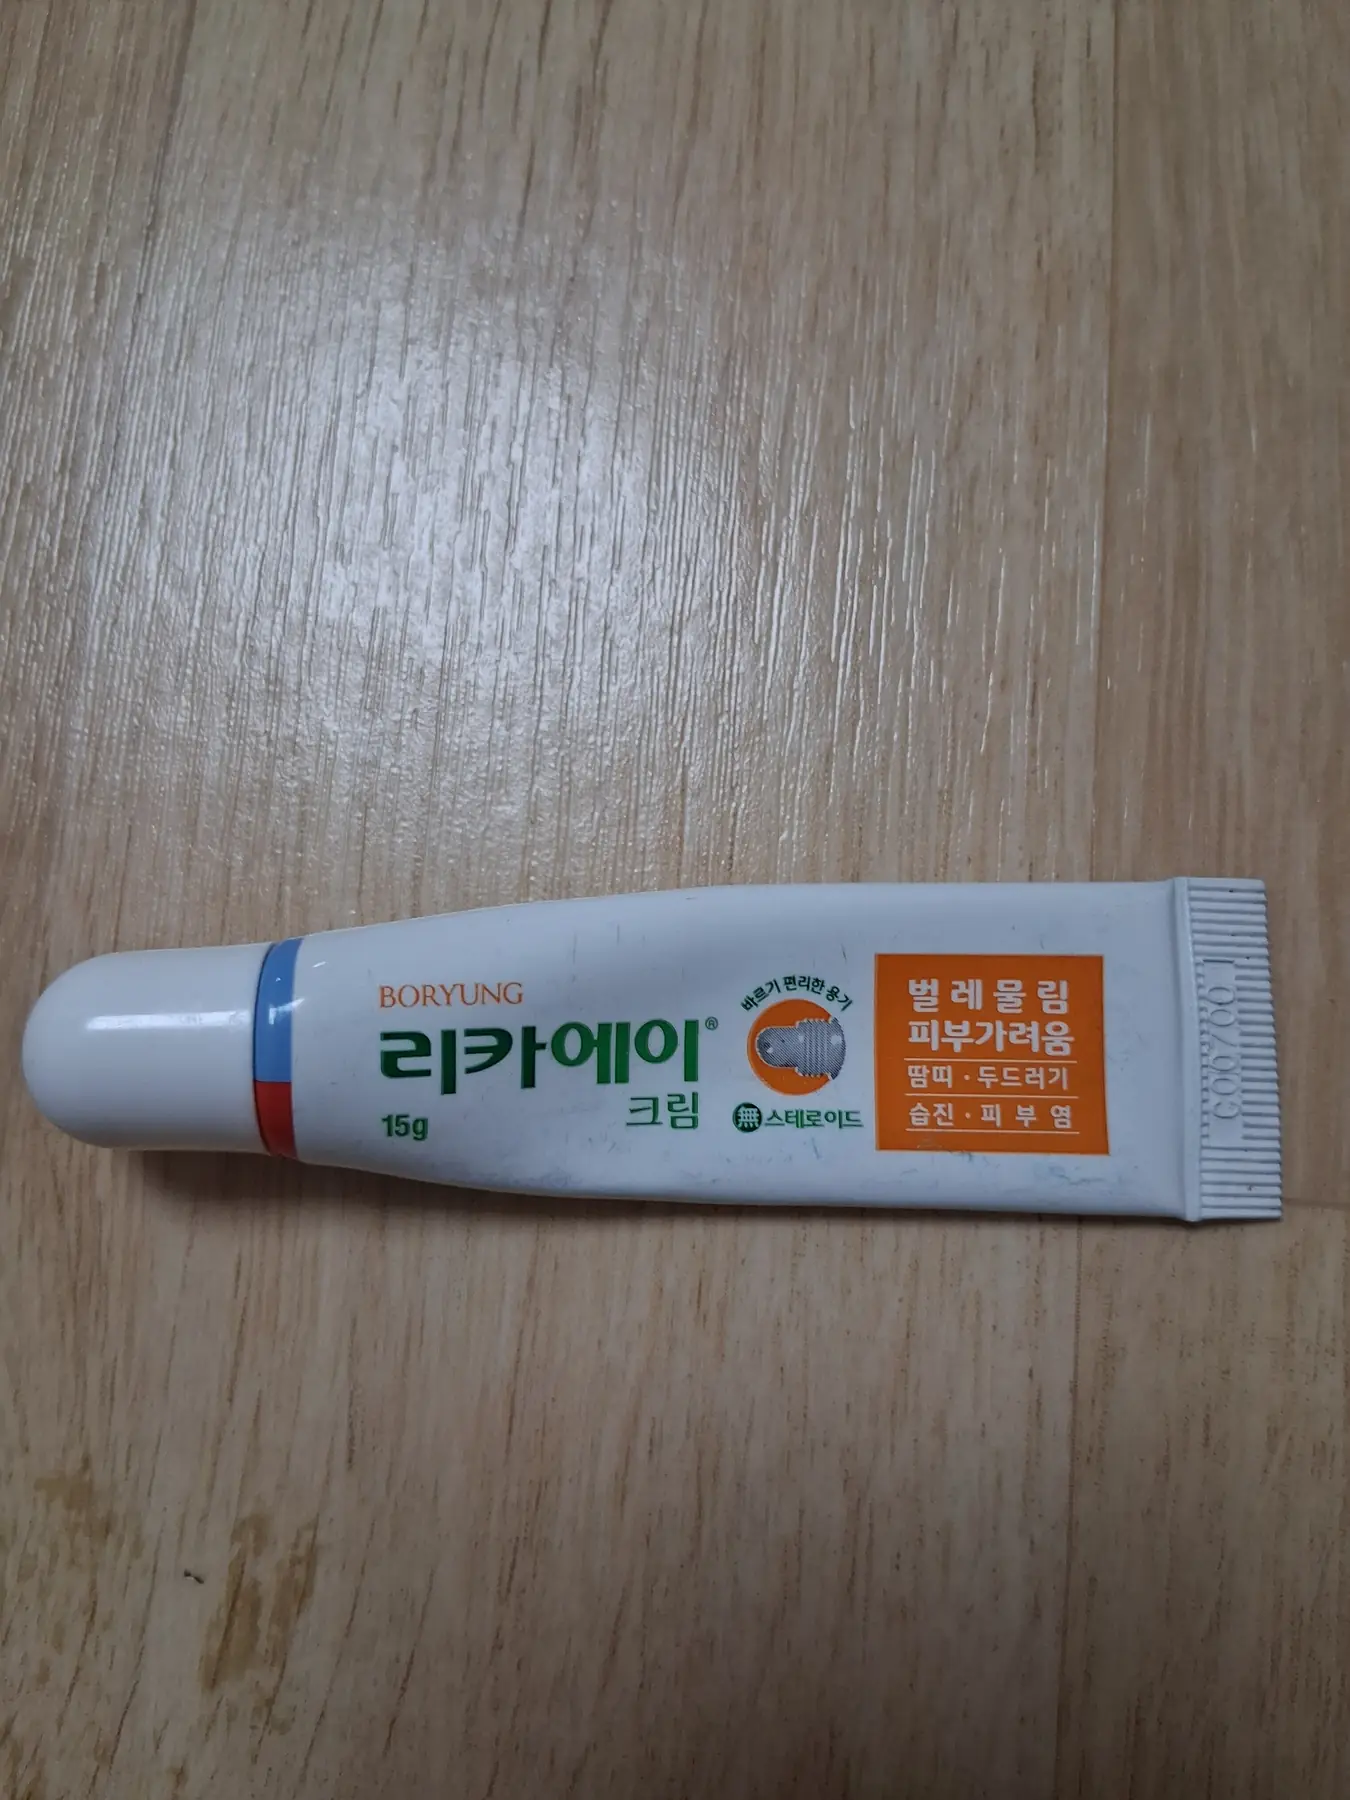 BORYUNG
리카에이®
크림
15g
바르기 편리한 용기
無 스테로이드
벌레물림
피부가려움
땀띠·두드러기
습진·피부염